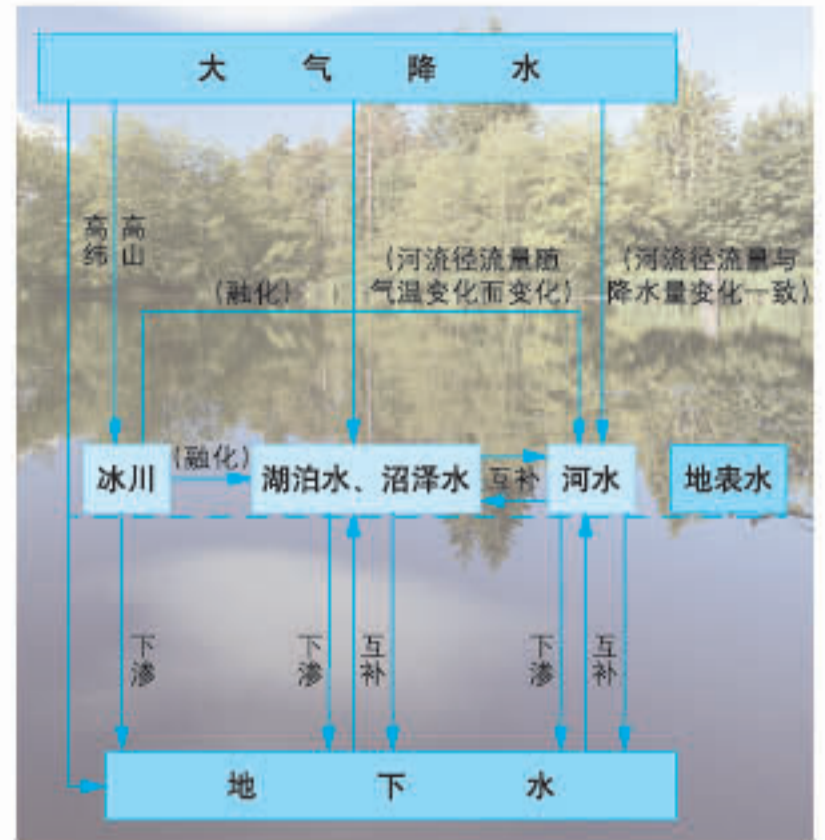 大气降水
高纬
高山
(融化)
(河流径流量随
气温变化而变化)
(河流径流量与
降水量变化一致)
冰川
(融化)
湖泊水、沼泽水
互补
河水
地表水
下渗
下渗
互补
下渗
互补
地下水